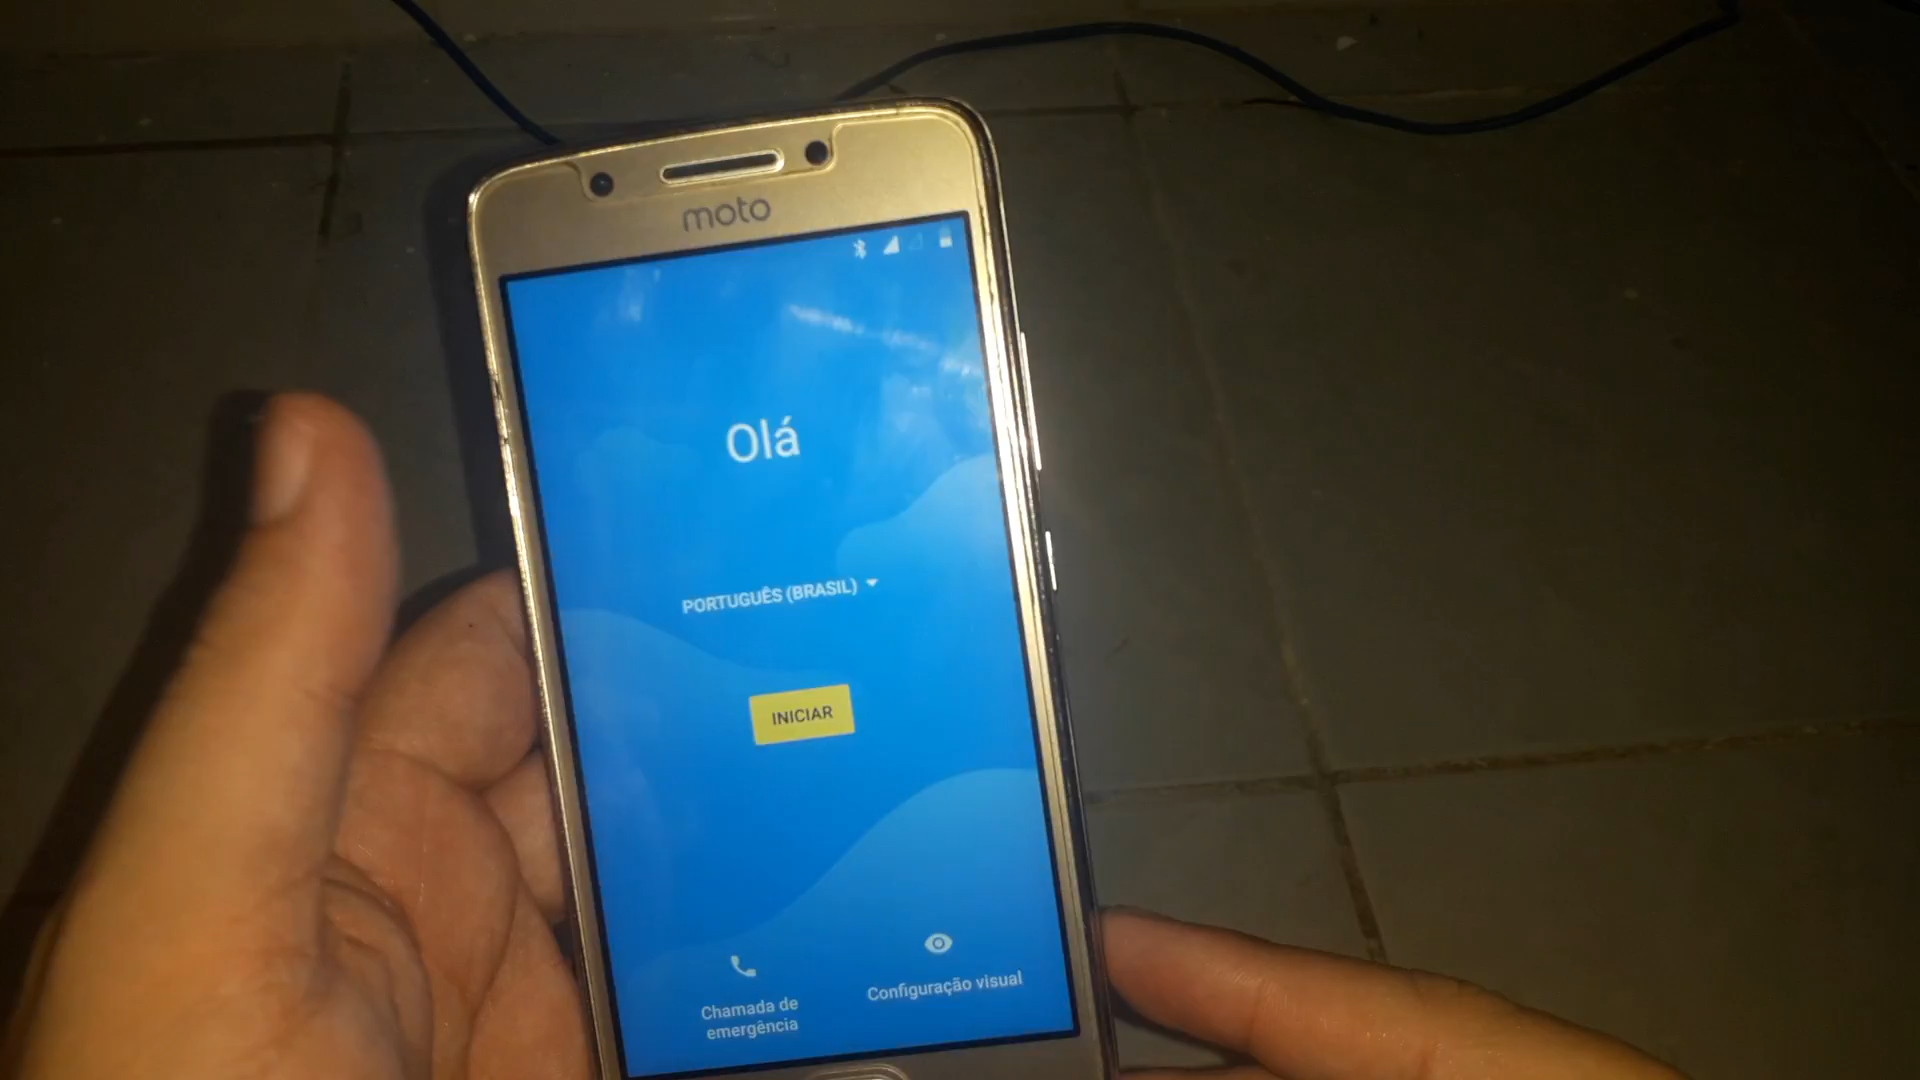 moto
Olá
PORTUGUÊS (BRASIL)
INICIAR
Chamada de
emergência
Configuração visual